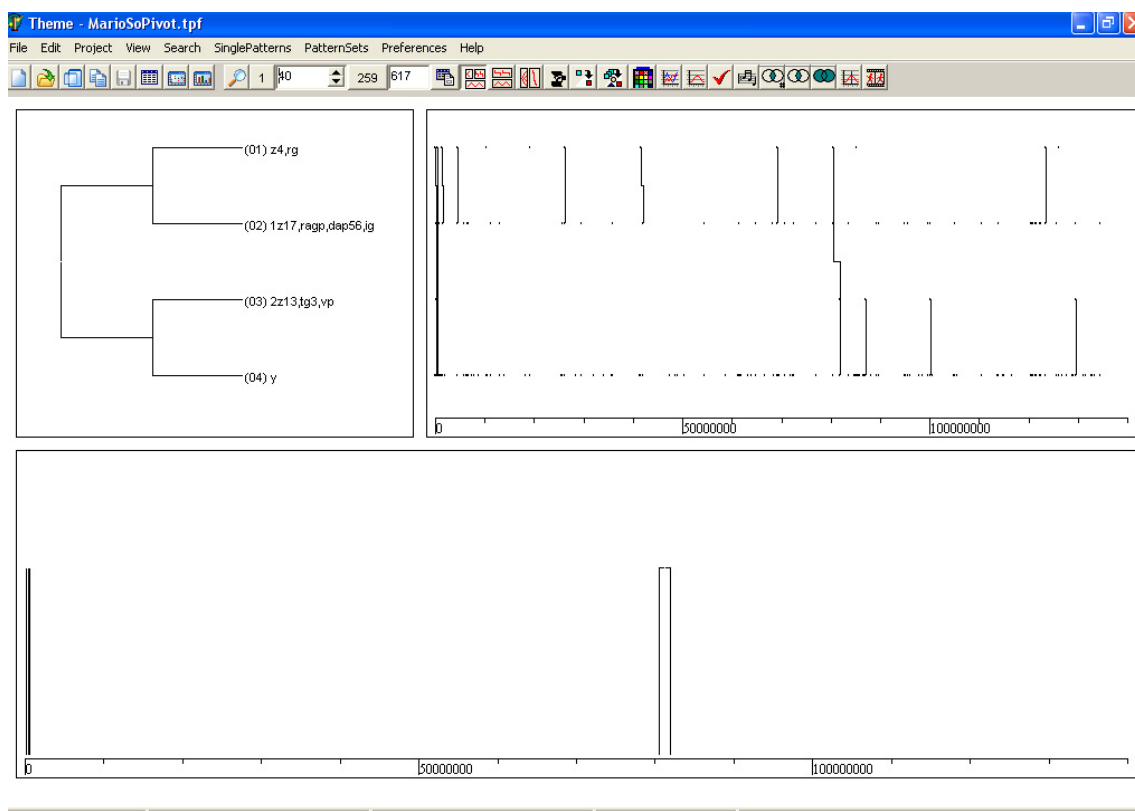 Theme - MarioSoPivot.tpf
File Edit Project View Search SinglePatterns PatternSets Preferences Help
1 40 259 617
(01) z4,rg
(02) 1z17,ragp,dap56,ig
(03) 2z13,tg3,vp
(04) y
0 50000000 100000000
0 50000000 100000000